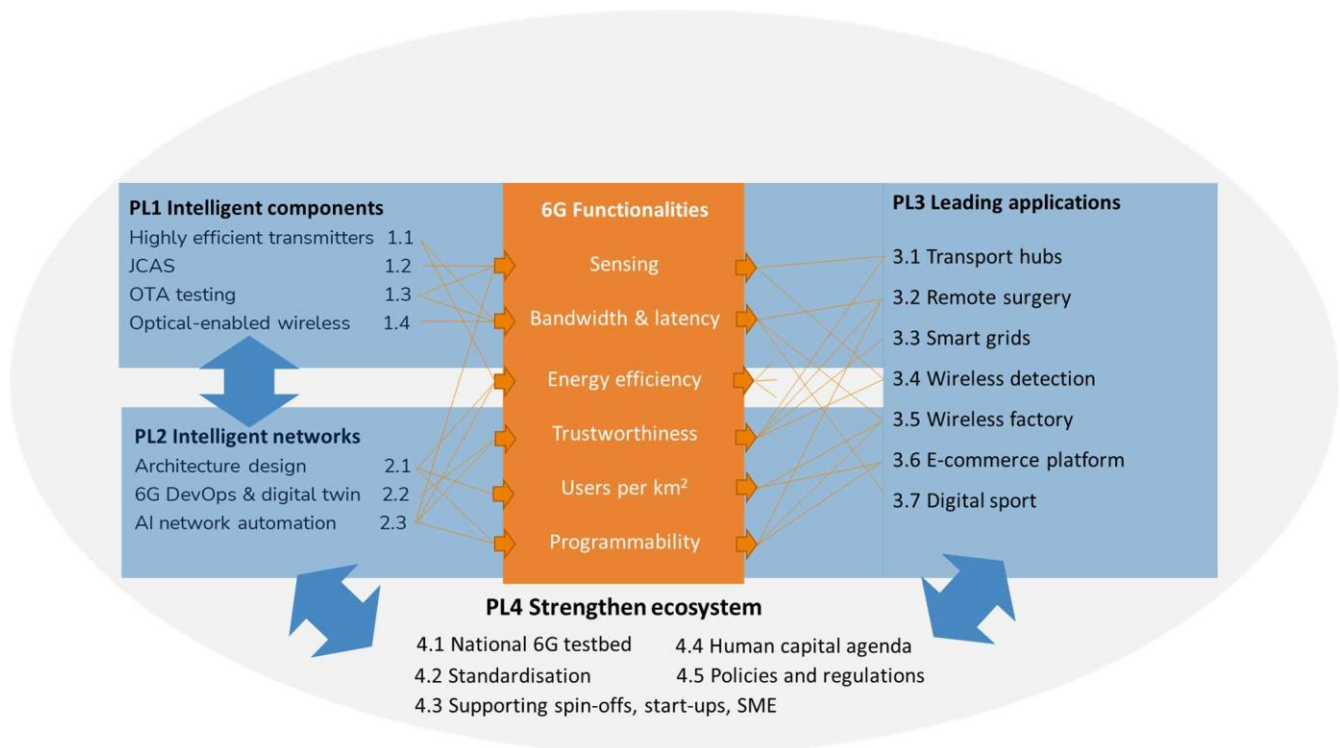 PL1 Intelligent components
Highly efficient transmitters 1.1
JCAS 1.2
OTA testing 1.3
Optical-enabled wireless 1.4
PL2 Intelligent networks
Architecture design 2.1
6G DevOps & digital twin 2.2
AI network automation 2.3
6G Functionalities
Sensing
Bandwidth & latency
Energy efficiency
Trustworthiness
Users per km²
Programmability
PL3 Leading applications
3.1 Transport hubs
3.2 Remote surgery
3.3 Smart grids
3.4 Wireless detection
3.5 Wireless factory
3.6 E-commerce platform
3.7 Digital sport
PL4 Strengthen ecosystem
4.1 National 6G testbed
4.2 Standardisation
4.3 Supporting spin-offs, start-ups, SME
4.4 Human capital agenda
4.5 Policies and regulations